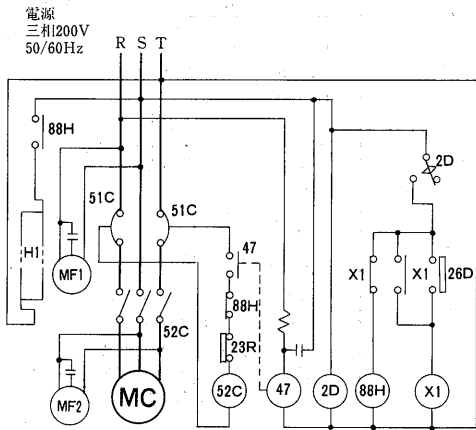 電源
三相200V
50/60Hz
R S T
88H
2D
51C
51C
47
H1
MF1
X1
X1
26D
88H
52C
23R
MF2
MC
52C
47
2D
88H
X1